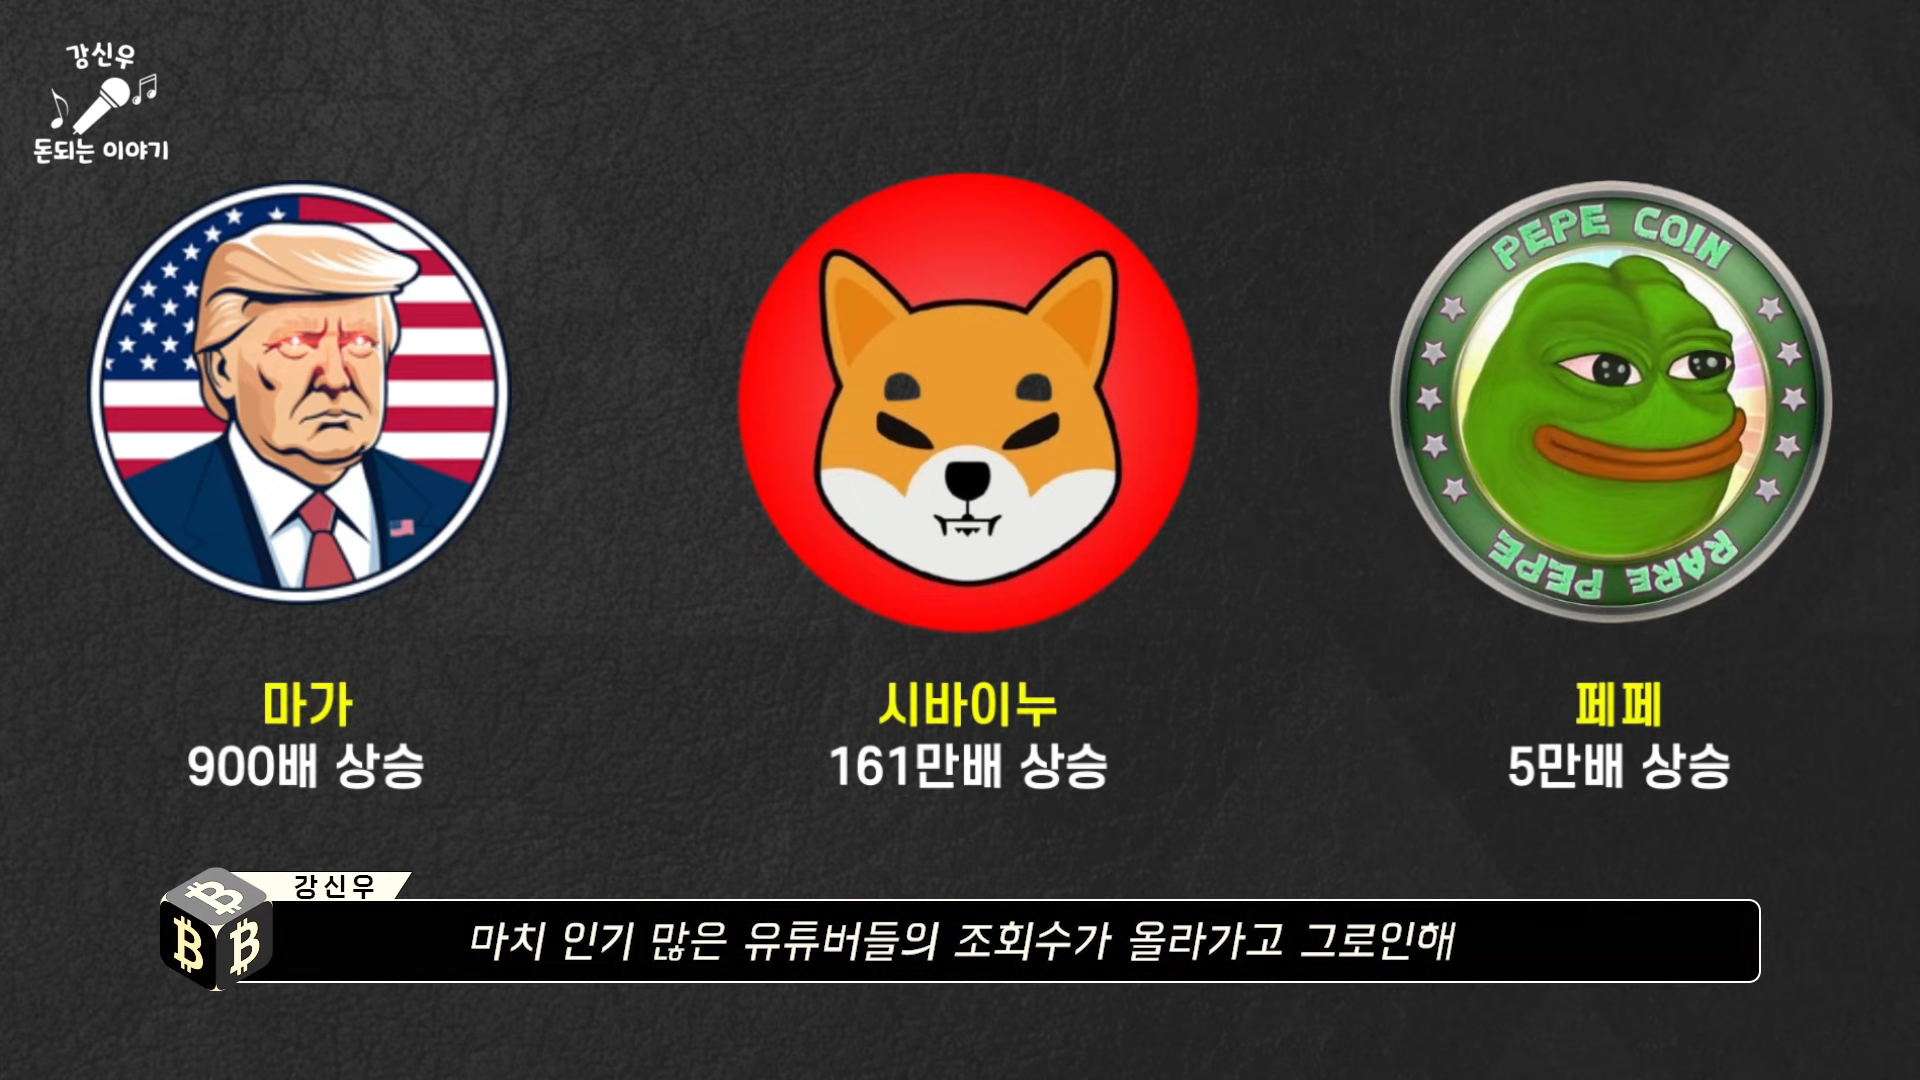 강신우
돈되는 이야기
PEPE COIN
RARE PEPE
마가
900배 상승
시바이누
161만배 상승
페페
5만배 상승
강신우
마치 인기 많은 유튜버들의 조회수가 올라가고 그로인해